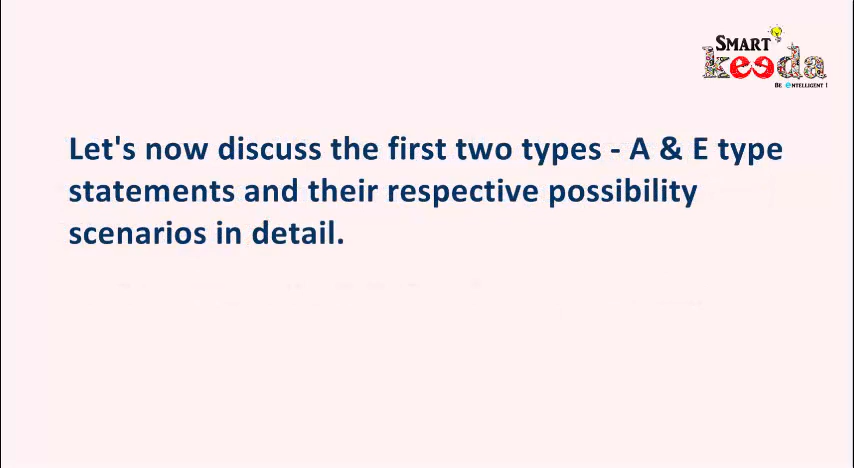 SMART
keeda
BE eNTELLIGENT !
Let's now discuss the first two types - A & E type
statements and their respective possibility
scenarios in detail.